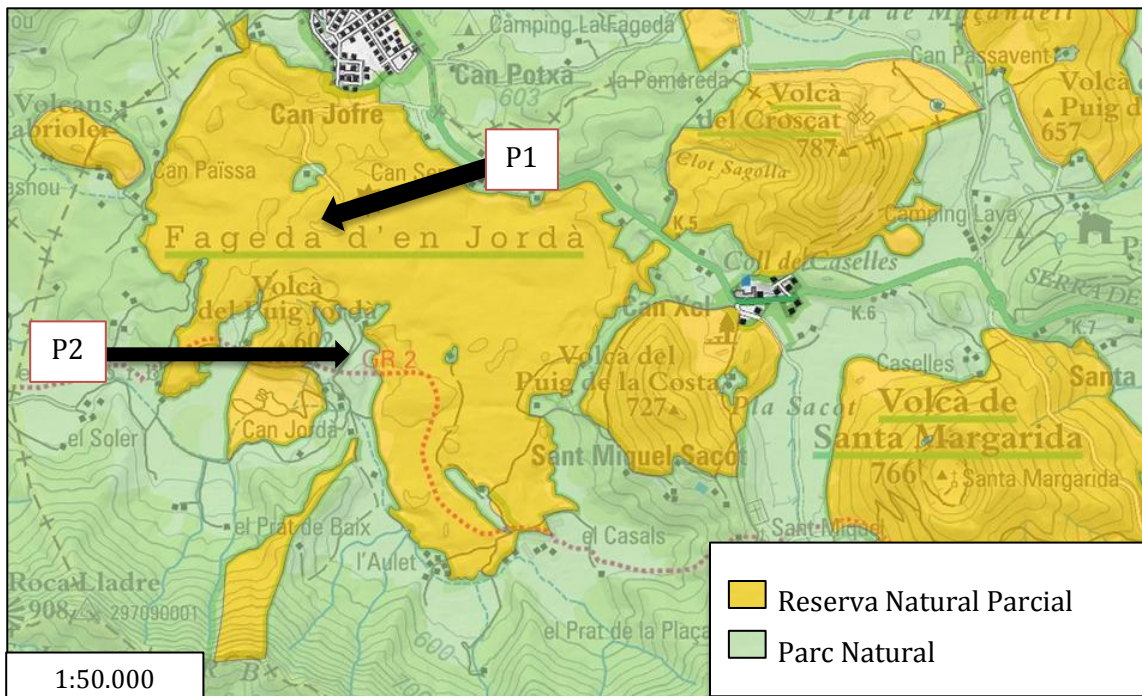 Camping La Fageda
Pla de Maçandell
Can Passavent
Can Potxa
603
la Pomereda
Volcà
del Croscat
787
Volcà
Puig d
657
Volcans
Can Jofre
P1
Clot Sagolla
Can Païssa
Can Ser
Camping Lava
K.5
Fageda d'en Jordà
Coll de Caselles
Volcà
del Puig Jordà
SERRA DE
Can Xel
K.6
K.7
P2
GR 2
Volcà del
Puig de la Costa
727
Caselles
Santa
Pla Sacot
Volcà de
Santa Margarida
766
Santa Margarida
el Soler
Can Jordà
Sant Miquel Sacot
el Prat de Baix
el Casals
Sant Miquel
l'Aulet
Roca Lladre
908
297090001
600
el Prat de la Plaça
Reserva Natural Parcial
Parc Natural
1:50.000